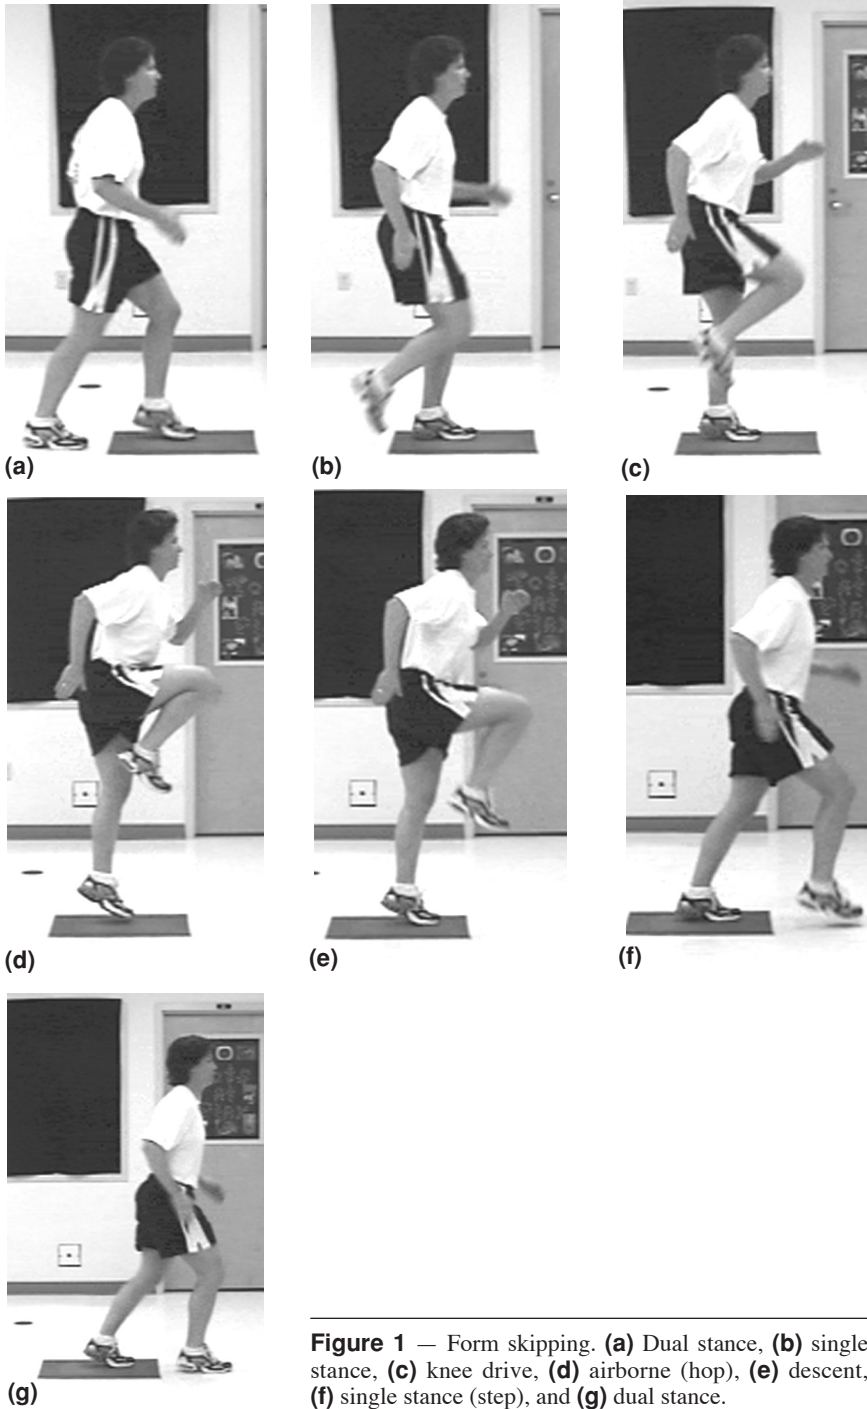 (a)
(b)
(c)
(d)
(e)
(f)
(g)
Figure 1 — Form skipping. (a) Dual stance, (b) single
stance, (c) knee drive, (d) airborne (hop), (e) descent,
(f) single stance (step), and (g) dual stance.